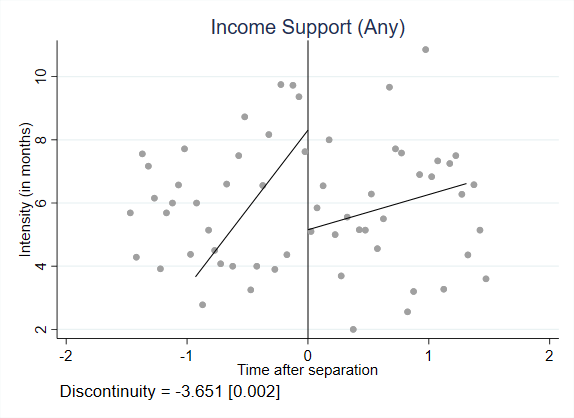 Income Support (Any)
Intensity (in months)
10
8
6
4
2
-2 -1 0 1 2
Time after separation
Discontinuity = -3.651 [0.002]